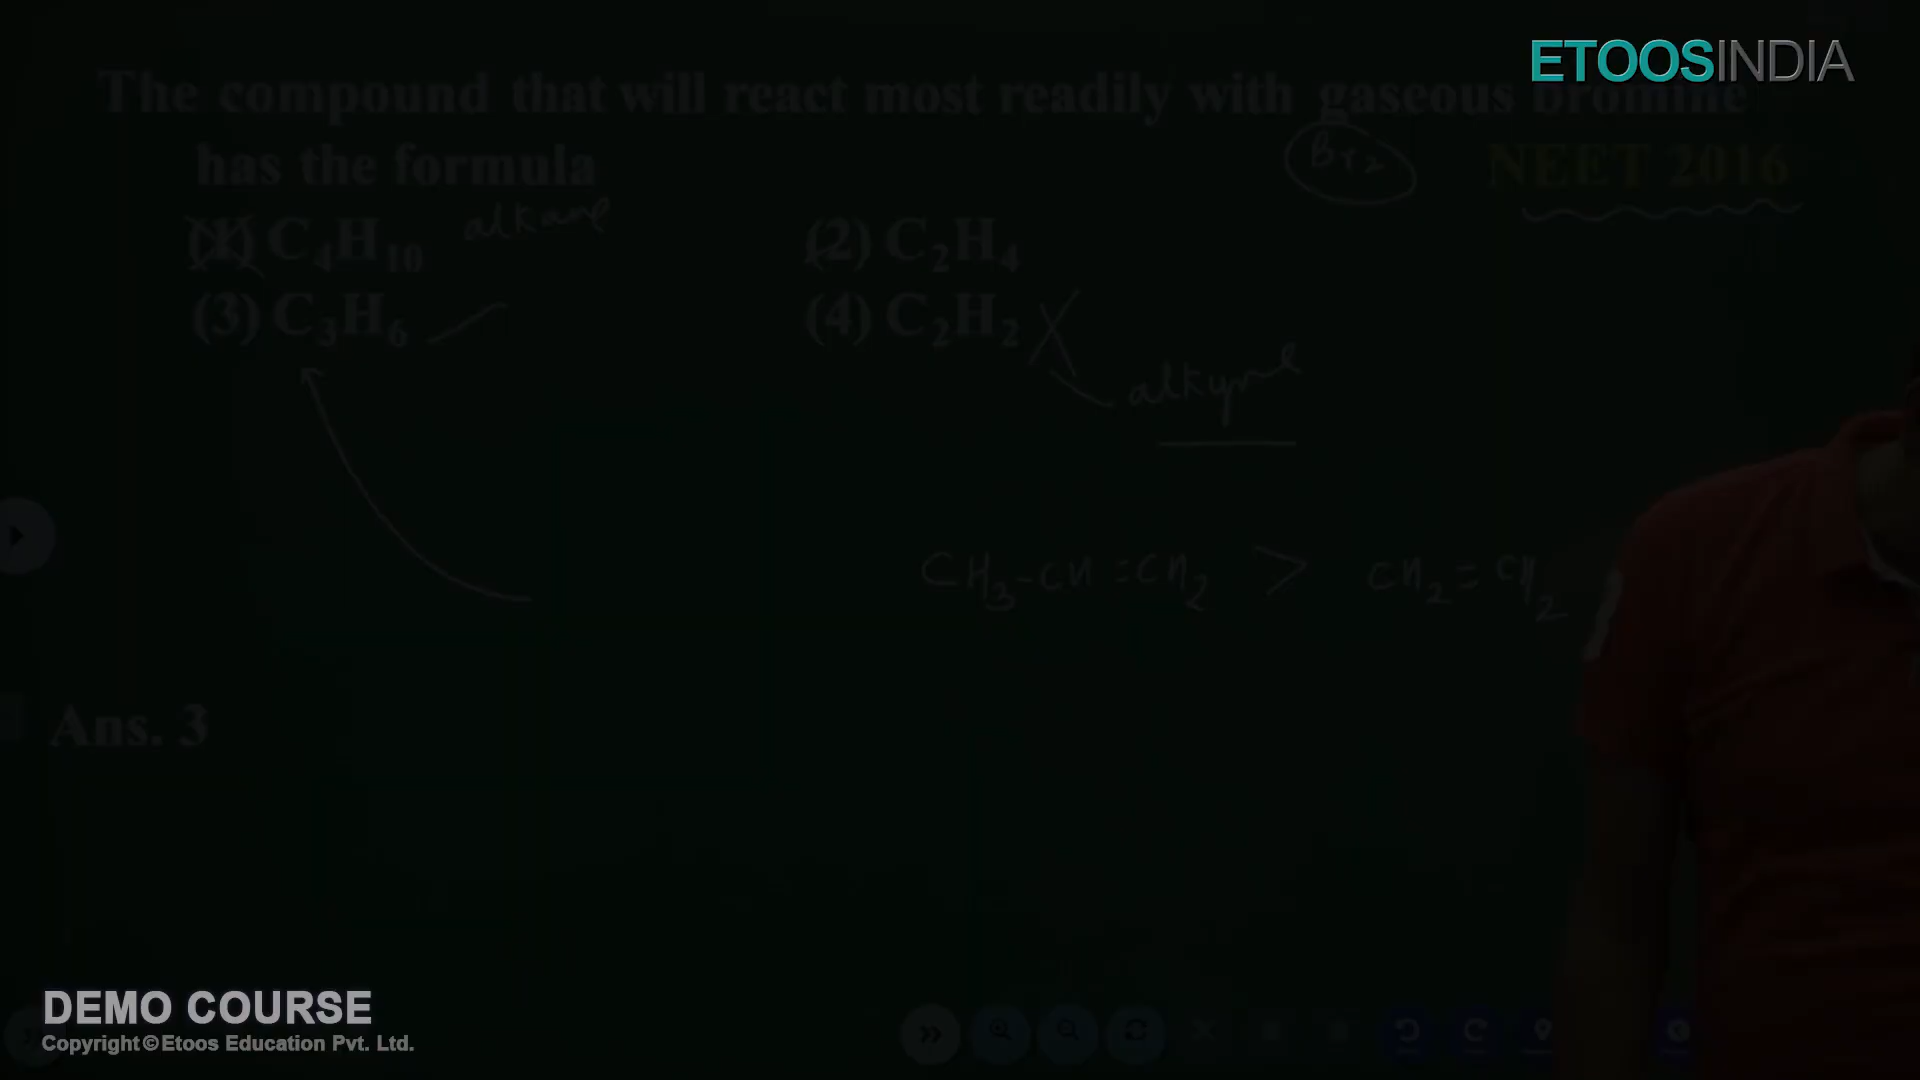 ETOOSINDIA
The compound that will react most readily with gaseous bromine
has the formula
Br2
NEET 2016
(1) C4H10 alkane
(2) C2H4
(3) C3H6
(4) C2H2
alkyne
CH3-CH=CH2 > CH2=CH2
Ans. 3
DEMO COURSE
Copyright©Etoos Education Pvt. Ltd.